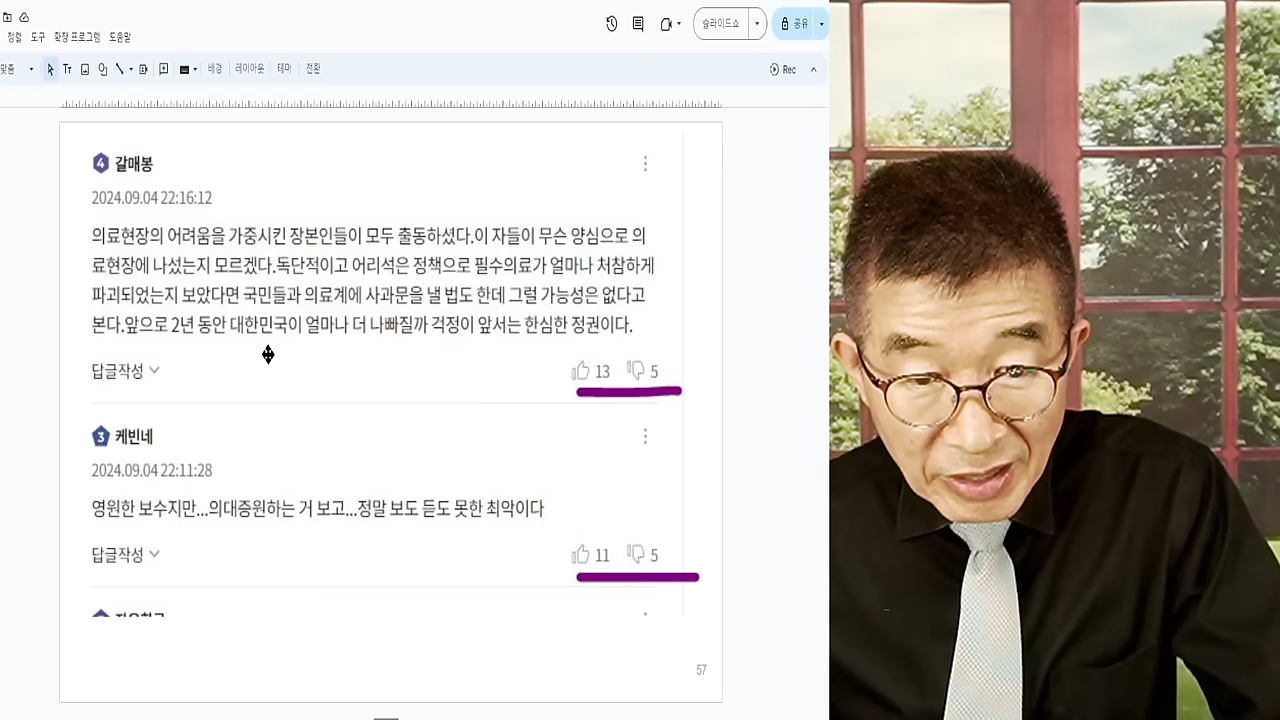 정렬 도구 확장 프로그램 도움말
슬라이드쇼
공유
맞춤
배경 레이아웃 테마 전환
Rec
4 갈매봉
2024.09.04 22:16:12
의료현장의 어려움을 가중시킨 장본인들이 모두 출동하셨다.이 자들이 무슨 양심으로 의
료현장에 나섰는지 모르겠다.독단적이고 어리석은 정책으로 필수의료가 얼마나 처참하게
파괴되었는지 보았다면 국민들과 의료계에 사과문을 낼 법도 한데 그럴 가능성은 없다고
본다.앞으로 2년 동안 대한민국이 얼마나 더 나빠질까 걱정이 앞서는 한심한 정권이다.
답글작성
13 5
3 케빈네
2024.09.04 22:11:28
영원한 보수지만...의대증원하는 거 보고...정말 보도 듣도 못한 최악이다
답글작성
11 5
57